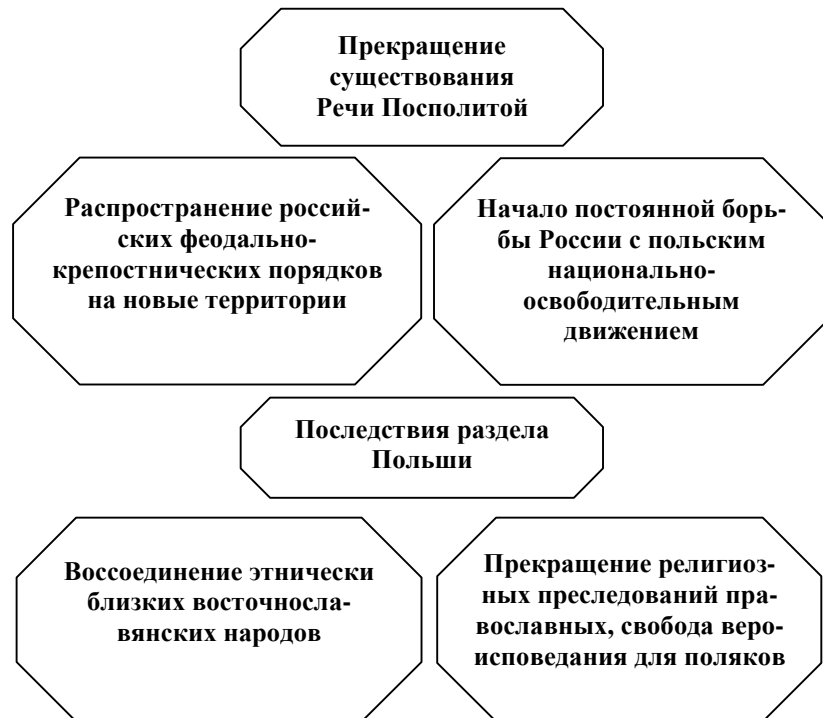 Прекращение
существования
Речи Посполитой
Распространение россий-
ских феодально-
крепостнических порядков
на новые территории
Начало постоянной борь-
бы России с польским
национально-
освободительным
движением
Последствия раздела
Польши
Воссоединение этнически
близких восточносла-
вянских народов
Прекращение религиоз-
ных преследований пра-
вославных, свобода веро-
исповедания для поляков